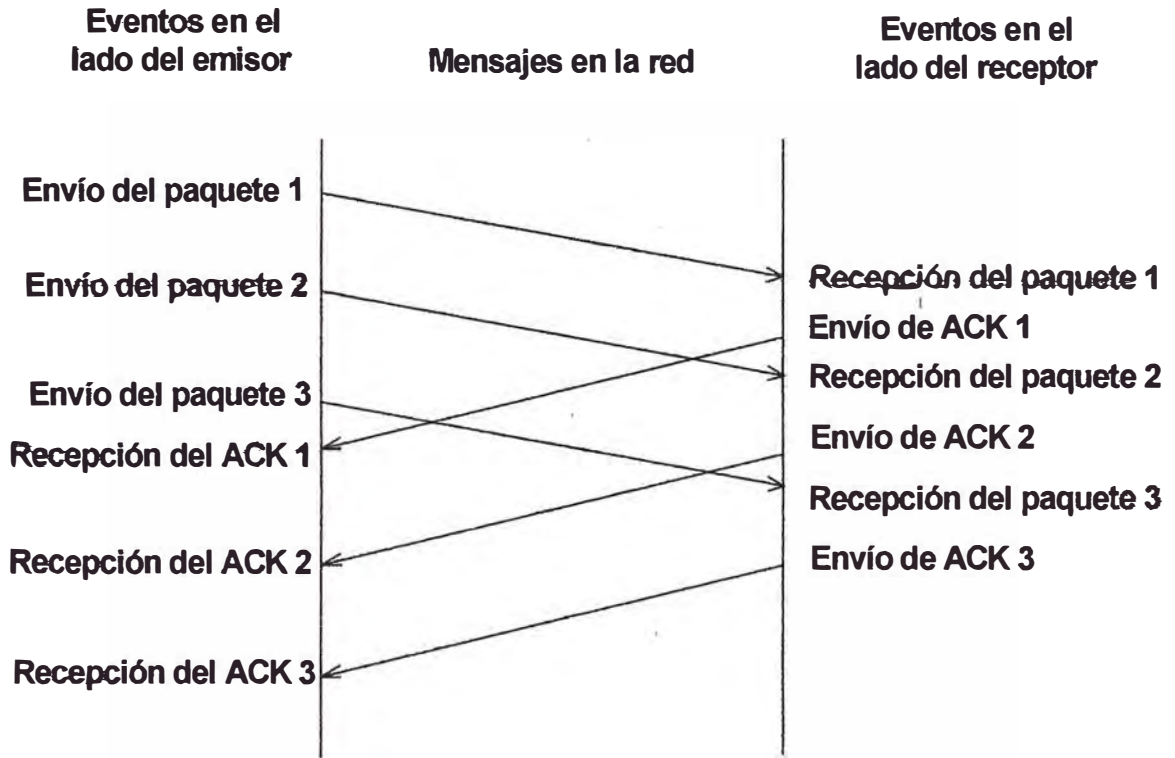 Eventos en el
lado del emisor
Mensajes en la red
Eventos en el
lado del receptor
Envío del paquete 1
Envío del paquete 2
Envío del paquete 3
Recepción del ACK 1
Recepción del ACK 2
Recepción del ACK 3
Recepción del paquete 1
Envío de ACK 1
Recepción del paquete 2
Envío de ACK 2
Recepción del paquete 3
Envío de ACK 3